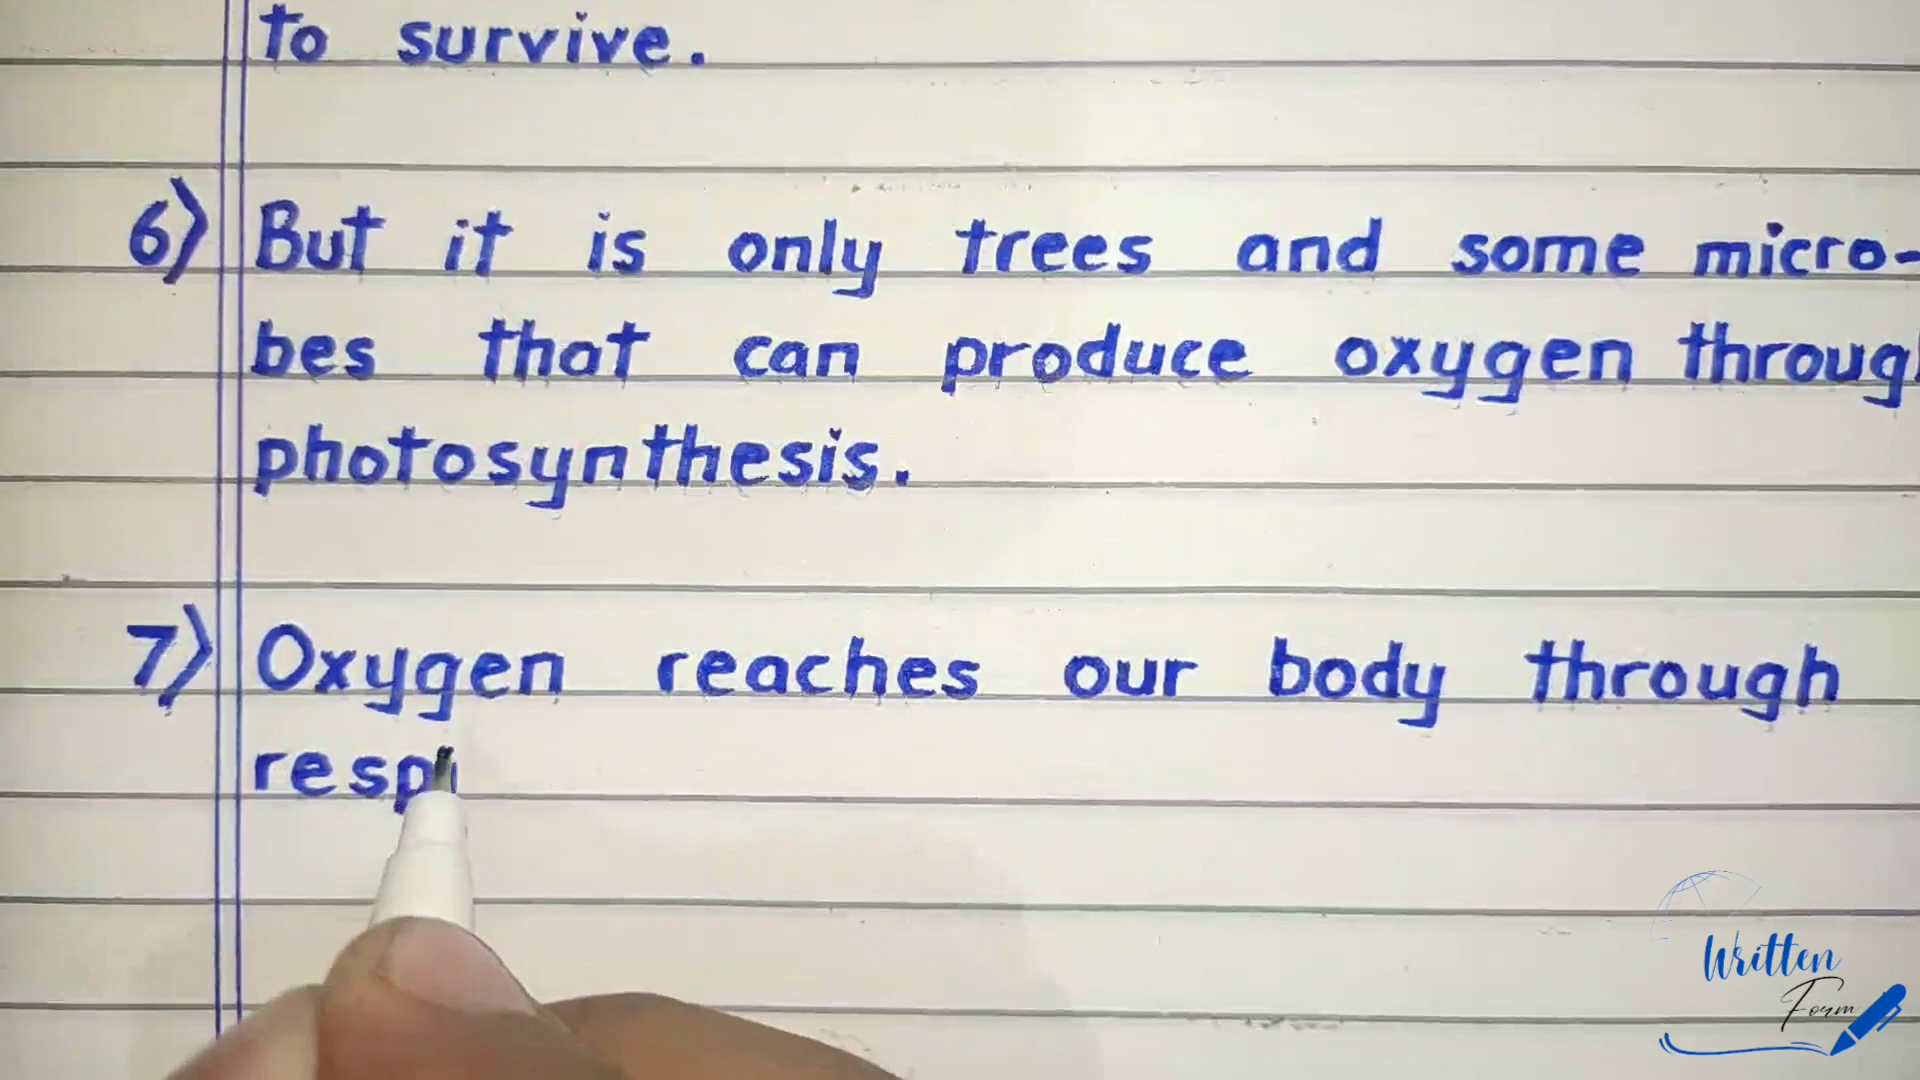 to survive.
6) But it is only trees and some micro-
bes that can produce oxygen through
photosynthesis.
7) Oxygen reaches our body through
resp
Written
Form